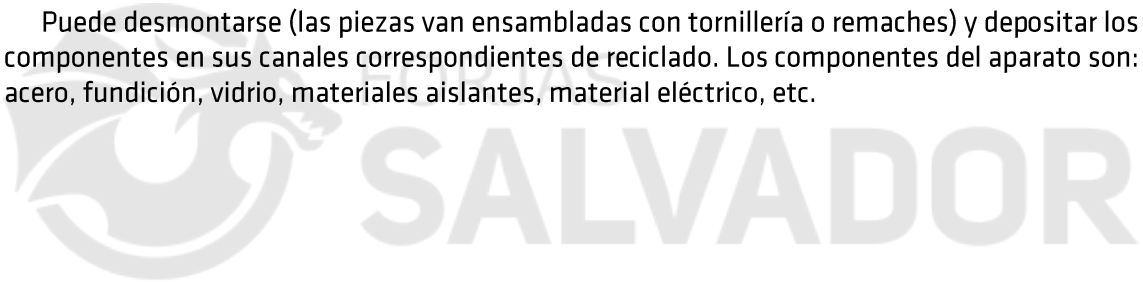 Puede desmontarse (las piezas van ensambladas con tornillería o remaches) y depositar los
componentes en sus canales correspondientes de reciclado. Los componentes del aparato son:
acero, fundición, vidrio, materiales aislantes, material eléctrico, etc.
FORJAS
SALVADOR